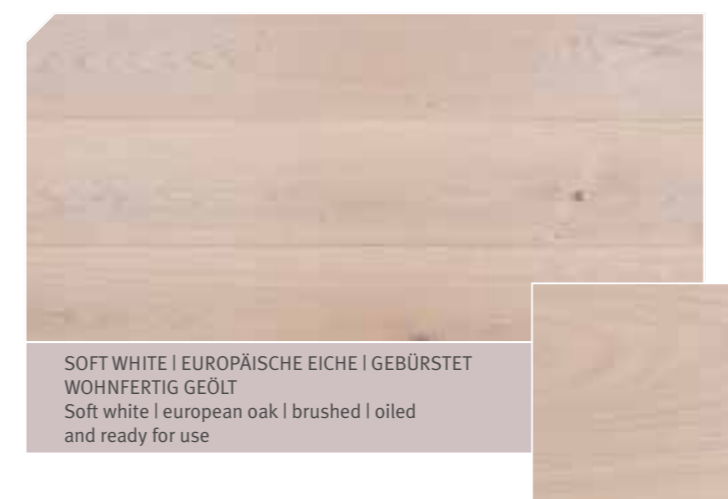 SOFT WHITE | EUROPÄISCHE EICHE | GEBÜRSTET
WOHNFERTIG GEÖLT
Soft white | european oak | brushed | oiled
and ready for use